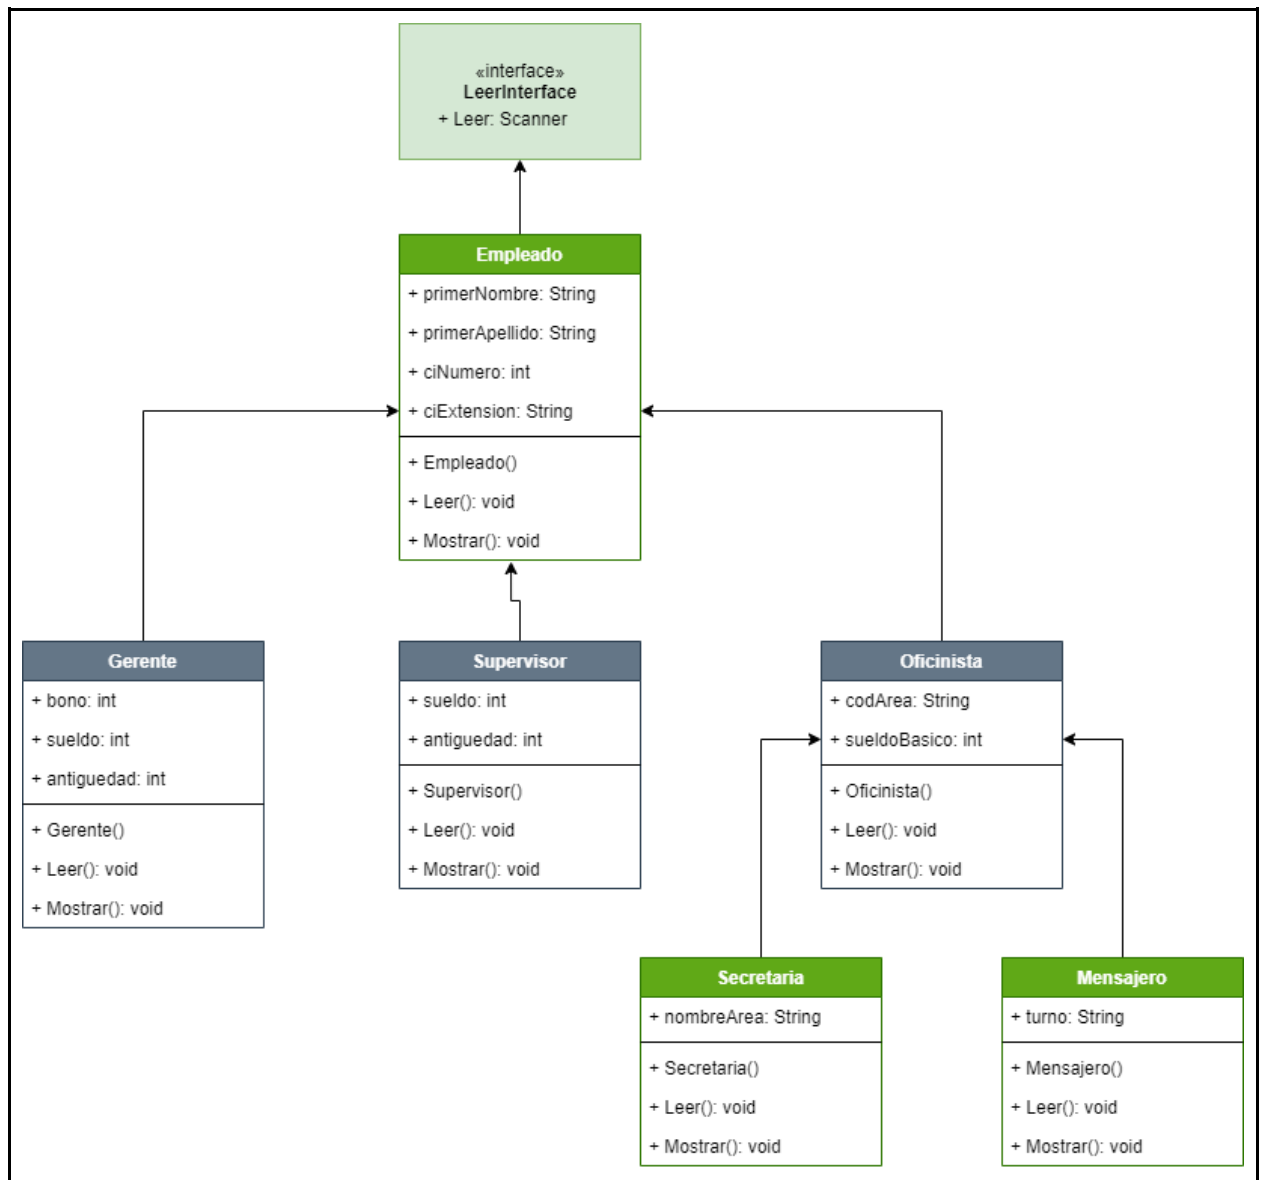 «interface»
LeerInterface
+ Leer: Scanner
Empleado
+ primerNombre: String
+ primerApellido: String
+ ciNumero: int
+ ciExtension: String
+ Empleado()
+ Leer(): void
+ Mostrar(): void
Gerente
+ bono: int
+ sueldo: int
+ antiguedad: int
+ Gerente()
+ Leer(): void
+ Mostrar(): void
Supervisor
+ sueldo: int
+ antiguedad: int
+ Supervisor()
+ Leer(): void
+ Mostrar(): void
Oficinista
+ codArea: String
+ sueldoBasico: int
+ Oficinista()
+ Leer(): void
+ Mostrar(): void
Secretaria
+ nombreArea: String
+ Secretaria()
+ Leer(): void
+ Mostrar(): void
Mensajero
+ turno: String
+ Mensajero()
+ Leer(): void
+ Mostrar(): void